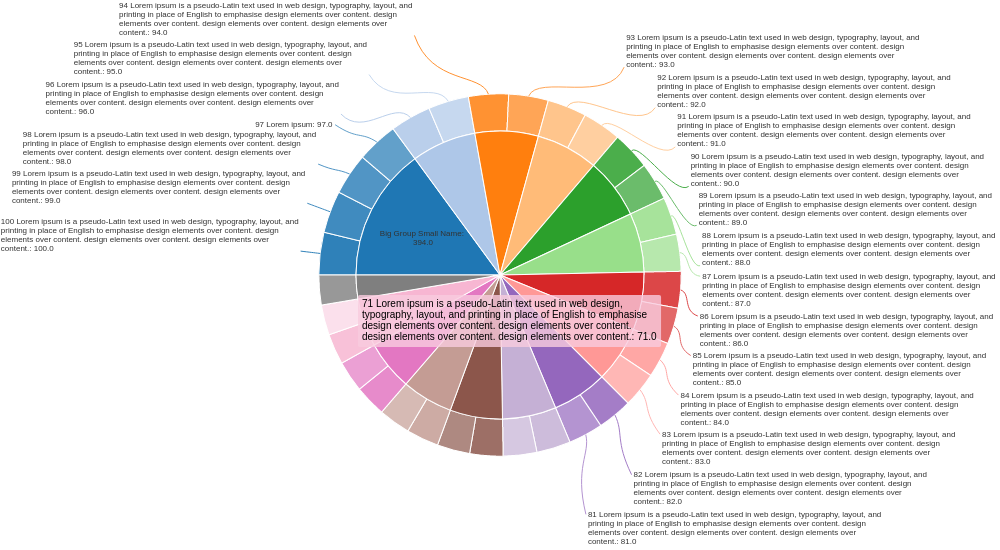 94 Lorem ipsum is a pseudo-Latin text used in web design, typography, layout, and
printing in place of English to emphasise design elements over content. design
elements over content. design elements over content. design elements over
content.: 94.0
95 Lorem ipsum is a pseudo-Latin text used in web design, typography, layout, and
printing in place of English to emphasise design elements over content. design
elements over content. design elements over content. design elements over
content.: 95.0
96 Lorem ipsum is a pseudo-Latin text used in web design, typography, layout, and
printing in place of English to emphasise design elements over content. design
elements over content. design elements over content. design elements over
content.: 96.0
97 Lorem ipsum: 97.0
98 Lorem ipsum is a pseudo-Latin text used in web design, typography, layout, and
printing in place of English to emphasise design elements over content. design
elements over content. design elements over content. design elements over
content.: 98.0
99 Lorem ipsum is a pseudo-Latin text used in web design, typography, layout, and
printing in place of English to emphasise design elements over content. design
elements over content. design elements over content. design elements over
content.: 99.0
100 Lorem ipsum is a pseudo-Latin text used in web design, typography, layout, and
printing in place of English to emphasise design elements over content. design
elements over content. design elements over content. design elements over
content.: 100.0
Big Group Small Name:
394.0
71 Lorem ipsum is a pseudo-Latin text used in web design,
typography, layout, and printing in place of English to emphasise
design elements over content. design elements over content.
design elements over content. design elements over content.: 71.0
93 Lorem ipsum is a pseudo-Latin text used in web design, typography, layout, and
printing in place of English to emphasise design elements over content. design
elements over content. design elements over content. design elements over
content.: 93.0
92 Lorem ipsum is a pseudo-Latin text used in web design, typography, layout, and
printing in place of English to emphasise design elements over content. design
elements over content. design elements over content. design elements over
content.: 92.0
91 Lorem ipsum is a pseudo-Latin text used in web design, typography, layout, and
printing in place of English to emphasise design elements over content. design
elements over content. design elements over content. design elements over
content.: 91.0
90 Lorem ipsum is a pseudo-Latin text used in web design, typography, layout, and
printing in place of English to emphasise design elements over content. design
elements over content. design elements over content. design elements over
content.: 90.0
89 Lorem ipsum is a pseudo-Latin text used in web design, typography, layout, and
printing in place of English to emphasise design elements over content. design
elements over content. design elements over content. design elements over
content.: 89.0
88 Lorem ipsum is a pseudo-Latin text used in web design, typography, layout, and
printing in place of English to emphasise design elements over content. design
elements over content. design elements over content. design elements over
content.: 88.0
87 Lorem ipsum is a pseudo-Latin text used in web design, typography, layout, and
printing in place of English to emphasise design elements over content. design
elements over content. design elements over content. design elements over
content.: 87.0
86 Lorem ipsum is a pseudo-Latin text used in web design, typography, layout, and
printing in place of English to emphasise design elements over content. design
elements over content. design elements over content. design elements over
content.: 86.0
85 Lorem ipsum is a pseudo-Latin text used in web design, typography, layout, and
printing in place of English to emphasise design elements over content. design
elements over content. design elements over content. design elements over
content.: 85.0
84 Lorem ipsum is a pseudo-Latin text used in web design, typography, layout, and
printing in place of English to emphasise design elements over content. design
elements over content. design elements over content. design elements over
content.: 84.0
83 Lorem ipsum is a pseudo-Latin text used in web design, typography, layout, and
printing in place of English to emphasise design elements over content. design
elements over content. design elements over content. design elements over
content.: 83.0
82 Lorem ipsum is a pseudo-Latin text used in web design, typography, layout, and
printing in place of English to emphasise design elements over content. design
elements over content. design elements over content. design elements over
content.: 82.0
81 Lorem ipsum is a pseudo-Latin text used in web design, typography, layout, and
printing in place of English to emphasise design elements over content. design
elements over content. design elements over content. design elements over
content.: 81.0